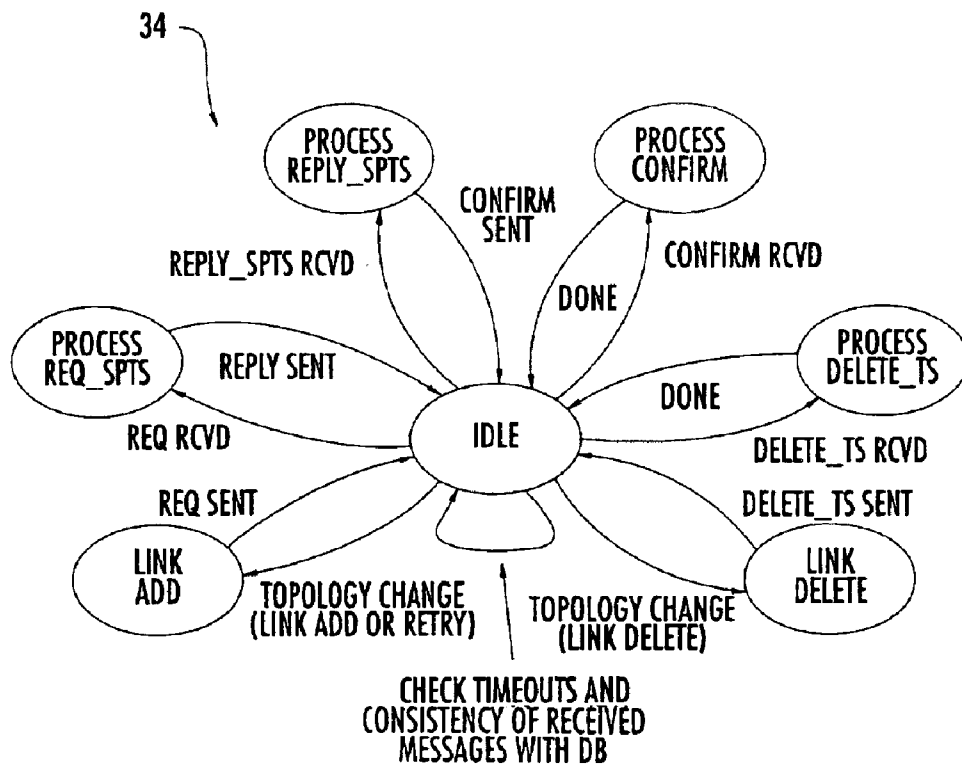 34
PROCESS
REPLY_SPTS
PROCESS
CONFIRM
CONFIRM
SENT
REPLY_SPTS RCVD
CONFIRM RCVD
DONE
PROCESS
REQ_SPTS
REPLY SENT
PROCESS
DELETE_TS
DONE
IDLE
REQ RCVD
DELETE_TS RCVD
REQ SENT
DELETE_TS SENT
LINK
ADD
LINK
DELETE
TOPOLOGY CHANGE
(LINK ADD OR RETRY)
TOPOLOGY CHANGE
(LINK DELETE)
CHECK TIMEOUTS AND
CONSISTENCY OF RECEIVED
MESSAGES WITH DB